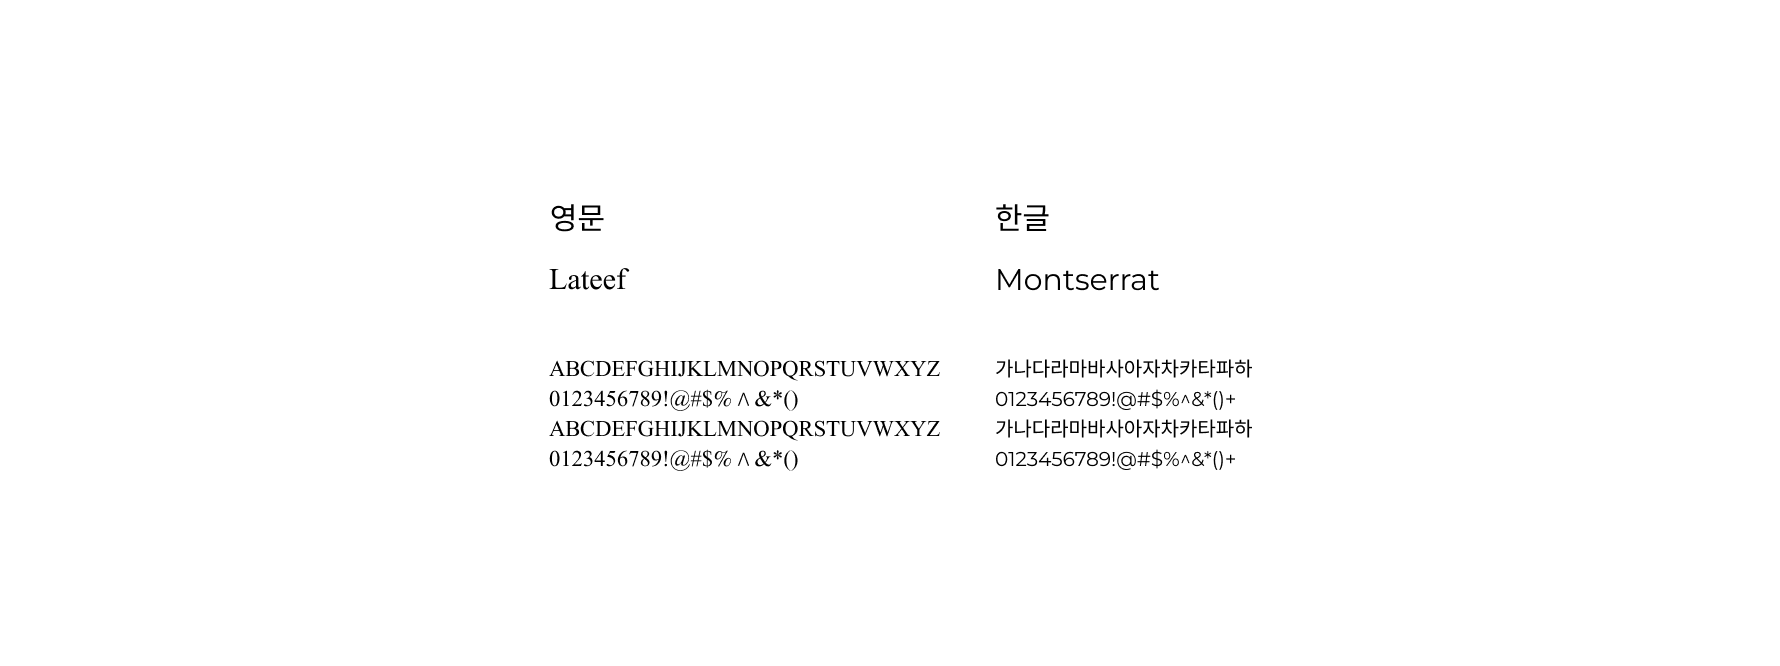 영문
Lateef
ABCDEFGHIJKLMNOPQRSTUVWXYZ
0123456789!@#$% ^ &*()
ABCDEFGHIJKLMNOPQRSTUVWXYZ
0123456789!@#$% ^ &*()
한글
Montserrat
가나다라마바사아자차카타파하
0123456789!@#$%^&*()+
가나다라마바사아자차카타파하
0123456789!@#$%^&*()+